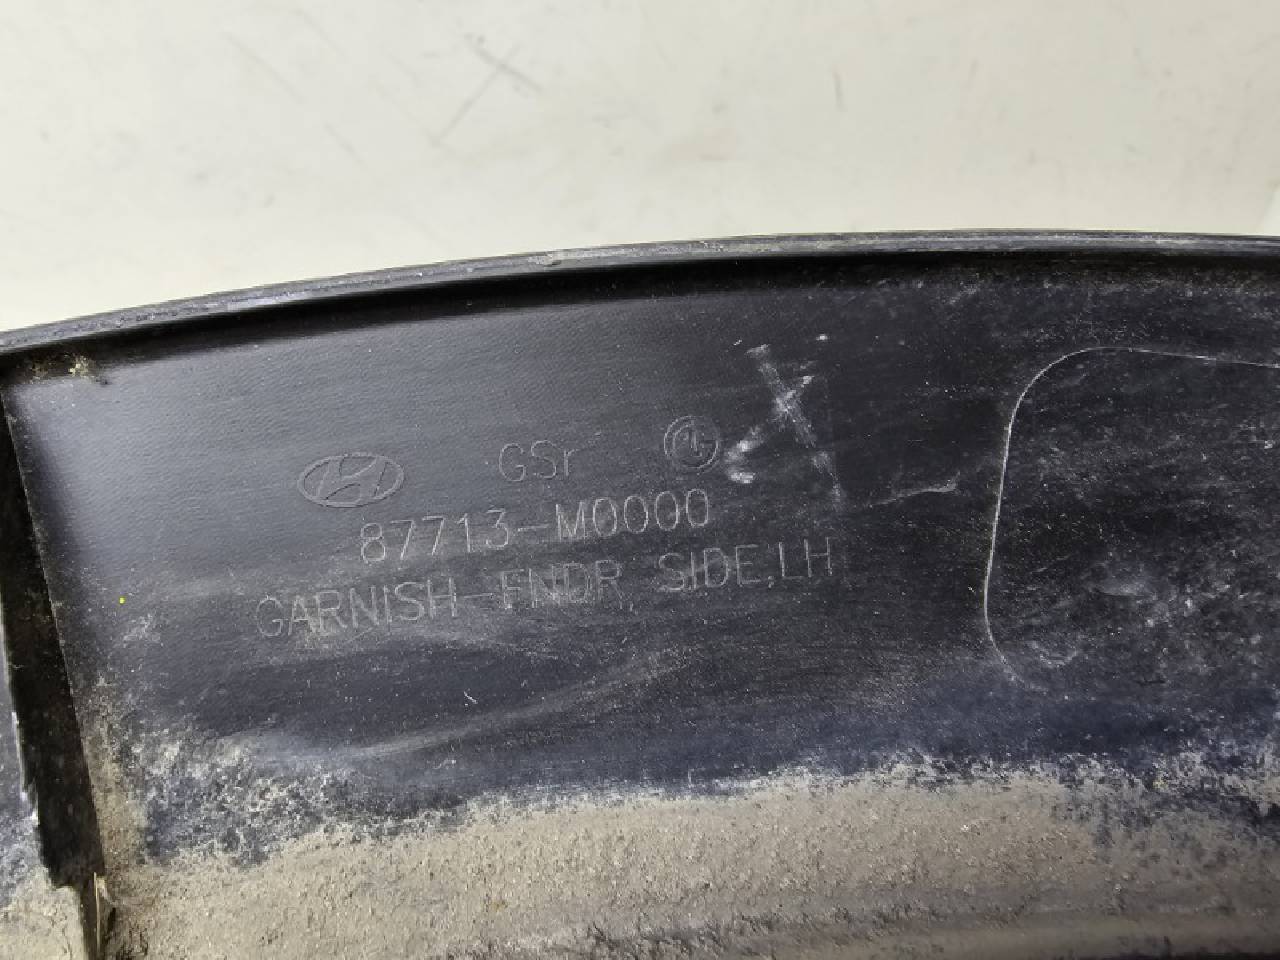 GSr
87713-M0000
GARNISH-FNDR, SIDE,LH